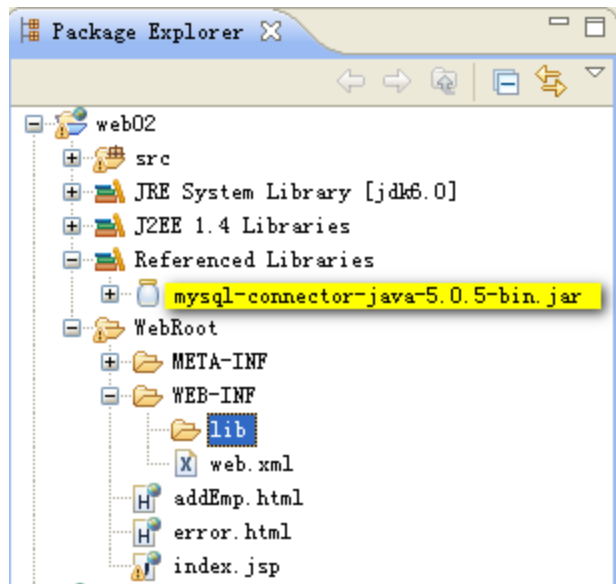 Package Explorer
web02
src
JRE System Library [jdk6.0]
J2EE 1.4 Libraries
Referenced Libraries
mysql-connector-java-5.0.5-bin.jar
WebRoot
META-INF
WEB-INF
lib
web.xml
addEmp.html
error.html
index.jsp